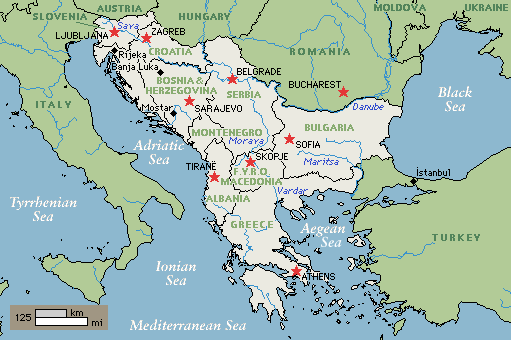 AUSTRIA
HUNGARY
MOLDOVA
UKRAINE
SLOVENIA
Sava
LJUBLJANA
ZAGREB
CROATIA
Rijeka
Banja Luka
ROMANIA
BELGRADE
BOSNIA &
HERZEGOVINA
SERBIA
BUCHAREST
Black
Sea
ITALY
Mostar
SARAJEVO
Danube
BULGARIA
MONTENEGRO
Morava
SOFIA
Adriatic
Sea
SKOPJE
Maritsa
TIRANË
F.Y.R.O
MACEDONIA
İstanbul
Vardar
ALBANIA
Tyrrhenian
Sea
GREECE
Aegean
Sea
TURKEY
Ionian
Sea
ATHENS
125
km
mi
Mediterranean Sea